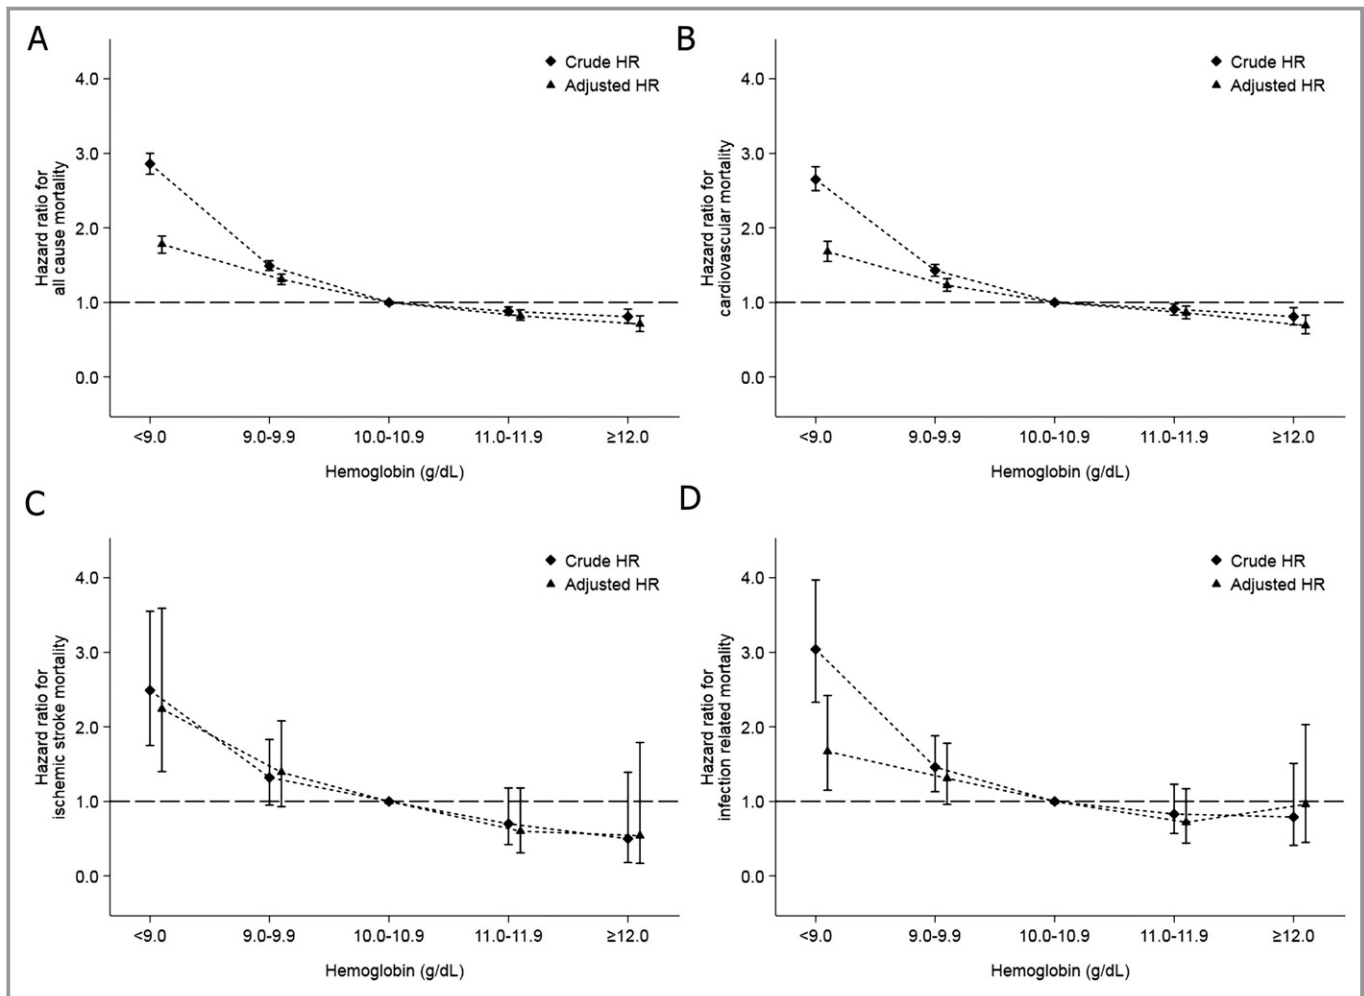 A
Hazard ratio for
all cause mortality
4.0
3.0
2.0
1.0
0.0
◆ Crude HR
▲ Adjusted HR
<9.0 9.0-9.9 10.0-10.9 11.0-11.9 ≥12.0
Hemoglobin (g/dL)
B
Hazard ratio for
cardiovascular mortality
4.0
3.0
2.0
1.0
0.0
◆ Crude HR
▲ Adjusted HR
<9.0 9.0-9.9 10.0-10.9 11.0-11.9 ≥12.0
Hemoglobin (g/dL)
C
Hazard ratio for
ischemic stroke mortality
4.0
3.0
2.0
1.0
0.0
◆ Crude HR
▲ Adjusted HR
<9.0 9.0-9.9 10.0-10.9 11.0-11.9 ≥12.0
Hemoglobin (g/dL)
D
Hazard ratio for
infection related mortality
4.0
3.0
2.0
1.0
0.0
◆ Crude HR
▲ Adjusted HR
<9.0 9.0-9.9 10.0-10.9 11.0-11.9 ≥12.0
Hemoglobin (g/dL)